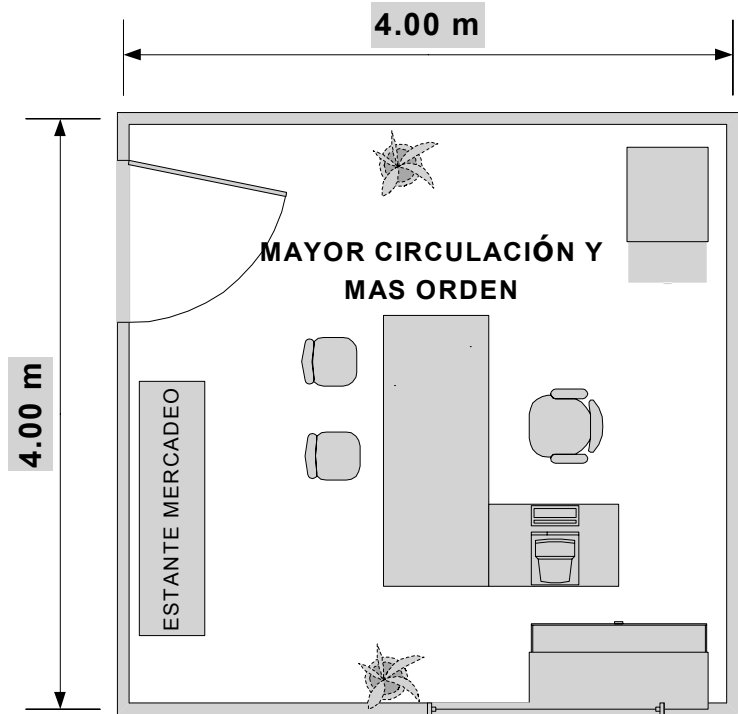 4.00 m
MAYOR CIRCULACIÓN Y
MAS ORDEN
4.00 m
ESTANTE MERCADEO